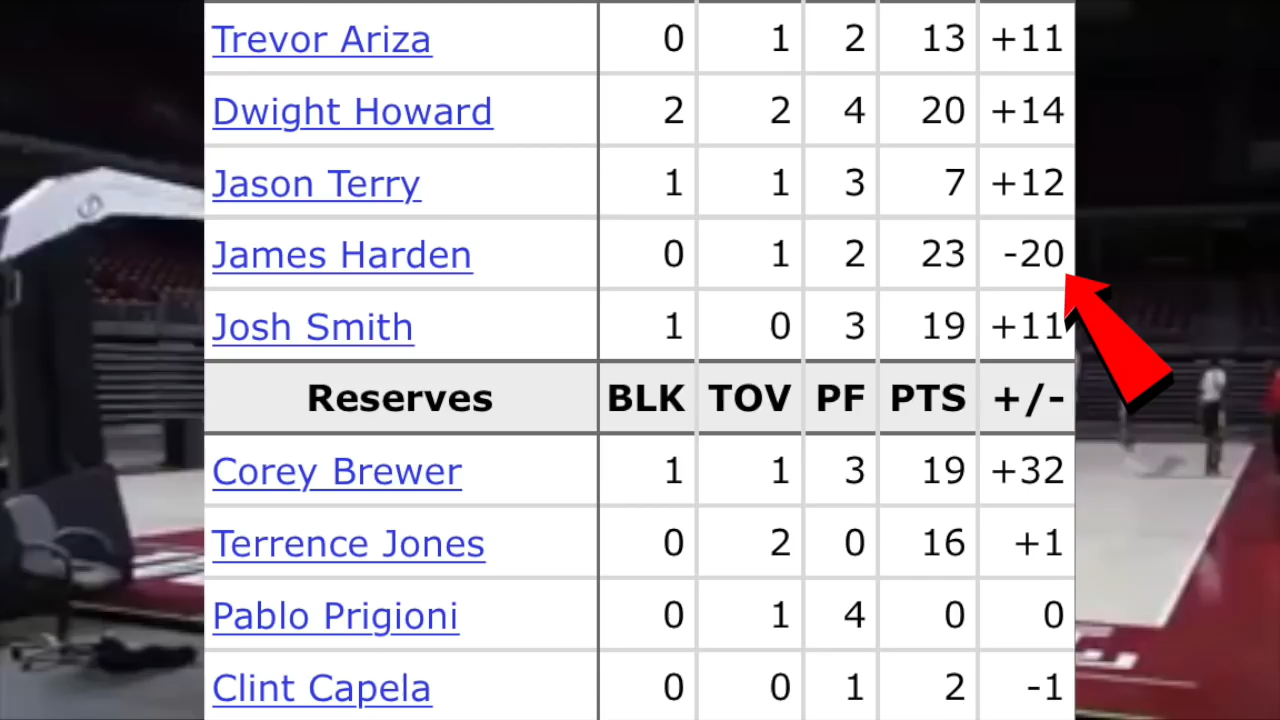 Trevor Ariza 0 1 2 13 +11
Dwight Howard 2 2 4 20 +14
Jason Terry 1 1 3 7 +12
James Harden 0 1 2 23 -20
Josh Smith 1 0 3 19 +11
Reserves BLK TOV PF PTS +/-
Corey Brewer 1 1 3 19 +32
Terrence Jones 0 2 0 16 +1
Pablo Prigioni 0 1 4 0 0
Clint Capela 0 0 1 2 -1